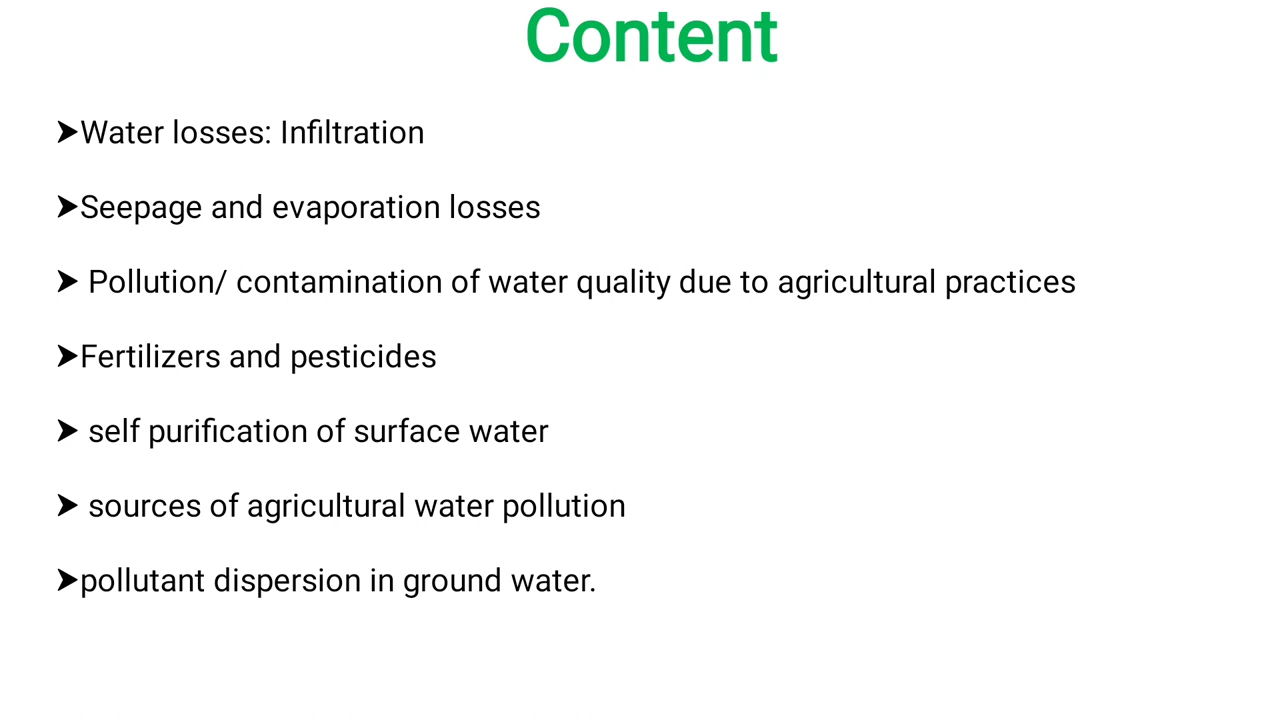 Content
➤Water losses: Infiltration
➤Seepage and evaporation losses
➤ Pollution/ contamination of water quality due to agricultural practices
➤Fertilizers and pesticides
➤ self purification of surface water
➤ sources of agricultural water pollution
➤pollutant dispersion in ground water.